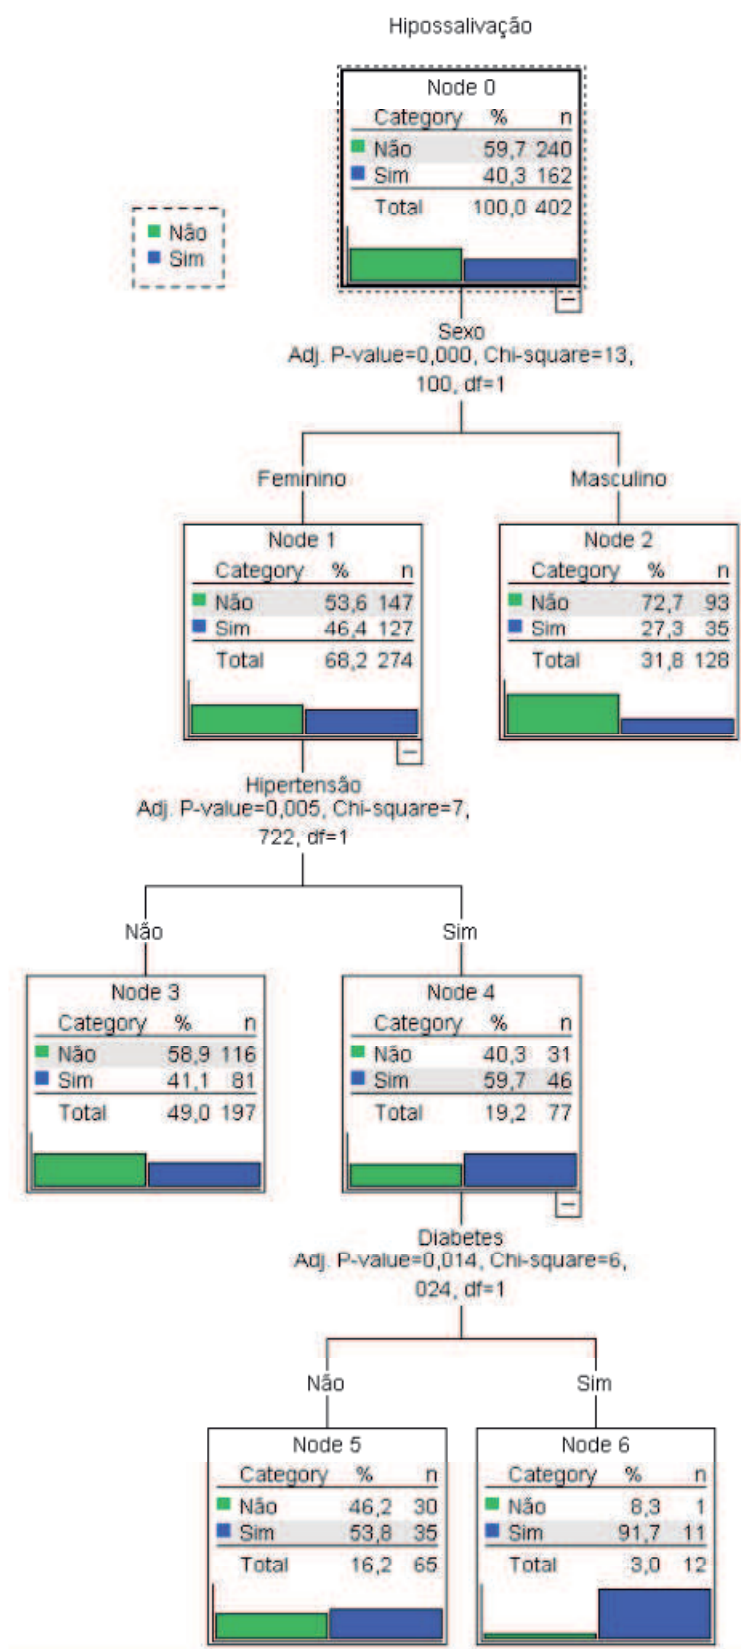 Hipossalivação
Node 0
Category % n
Não 59,7 240
Sim 40,3 162
Total 100,0 402
Não
Sim
Sexo
Adj. P-value=0,000, Chi-square=13,
100, df=1
Feminino Masculino
Node 1
Category % n
Não 53,6 147
Sim 46,4 127
Total 68,2 274
Node 2
Category % n
Não 72,7 93
Sim 27,3 35
Total 31,8 128
Hipertensão
Adj. P-value=0,005, Chi-square=7,
722, df=1
Não Sim
Node 3
Category % n
Não 58,9 116
Sim 41,1 81
Total 49,0 197
Node 4
Category % n
Não 40,3 31
Sim 59,7 46
Total 19,2 77
Diabetes
Adj. P-value=0,014, Chi-square=6,
024, df=1
Não Sim
Node 5
Category % n
Não 46,2 30
Sim 53,8 35
Total 16,2 65
Node 6
Category % n
Não 8,3 1
Sim 91,7 11
Total 3,0 12